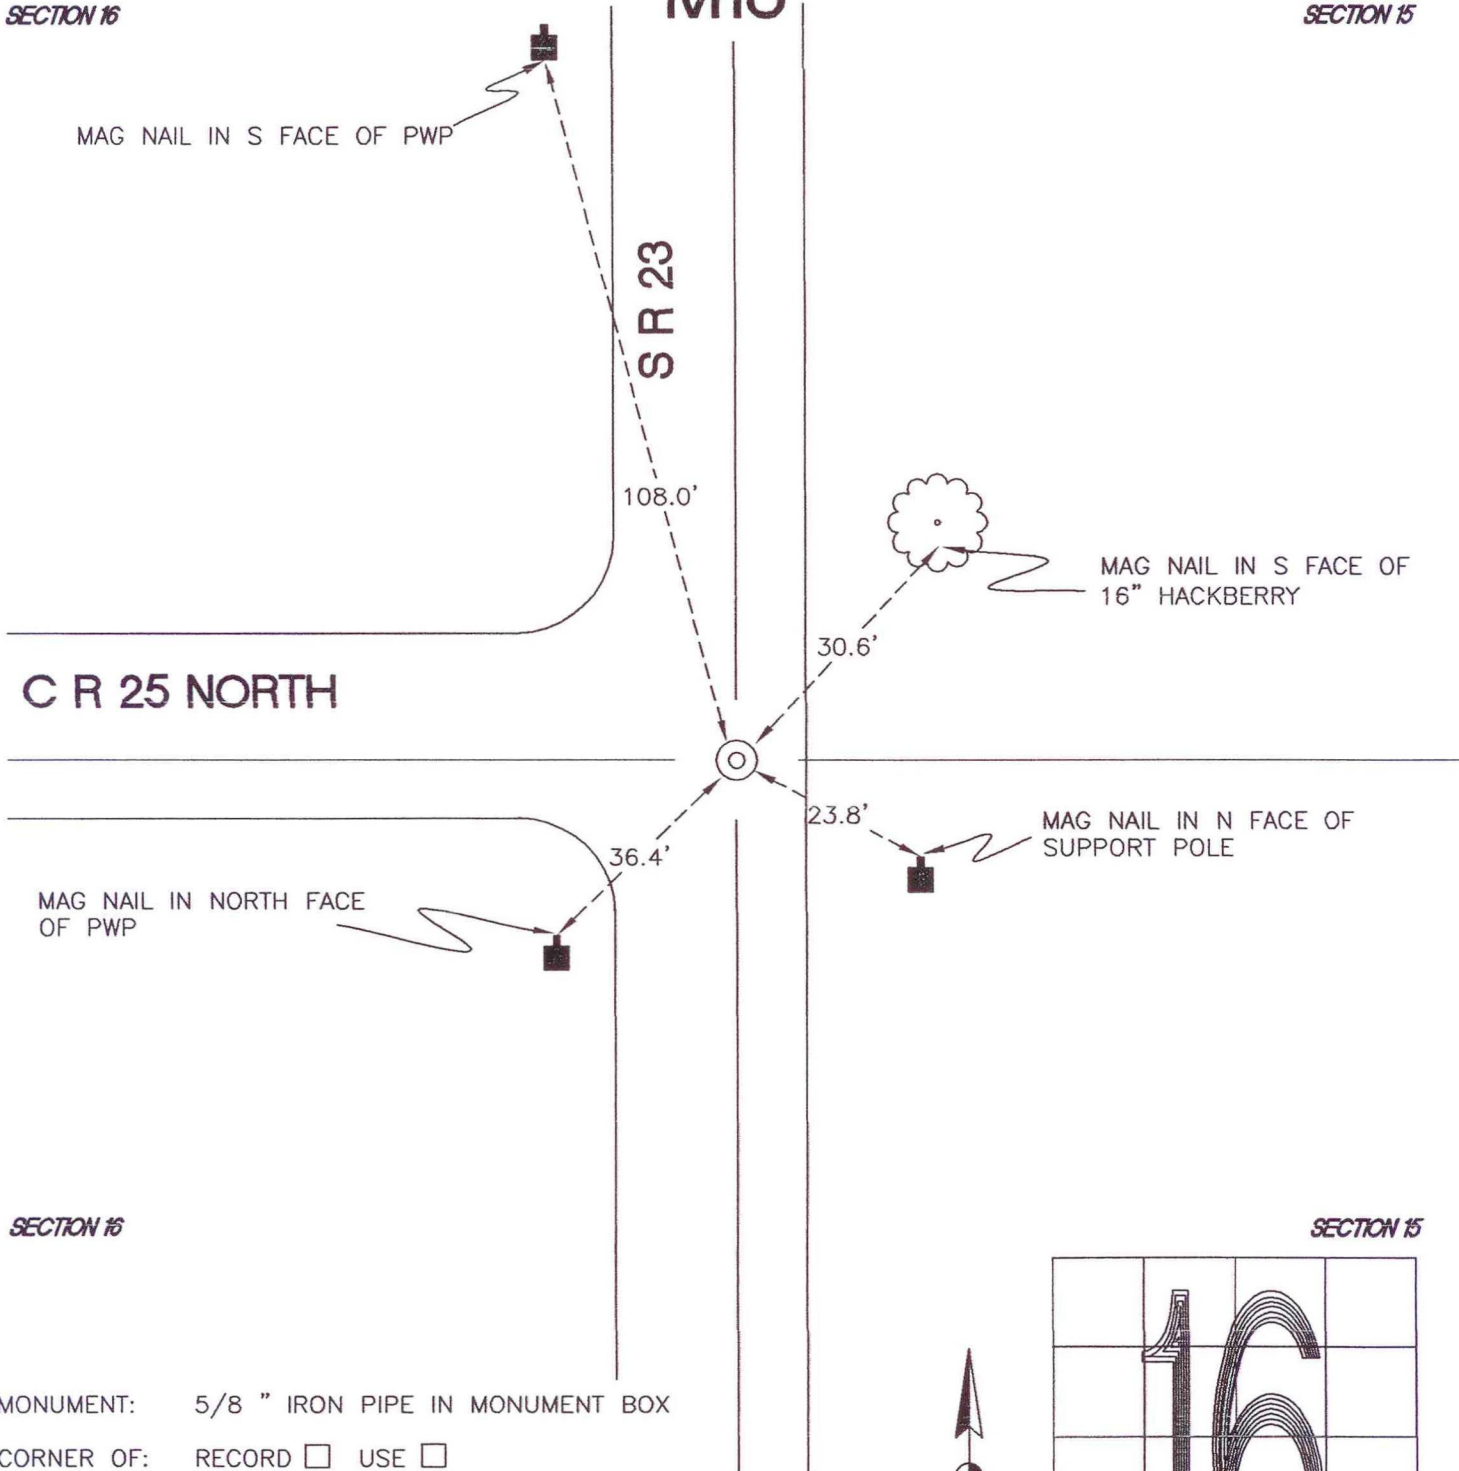 SECTION 16
M10
SECTION 15
MAG NAIL IN S FACE OF PWP
S R 23
108.0'
MAG NAIL IN S FACE OF
16" HACKBERRY
30.6'
C R 25 NORTH
23.8'
MAG NAIL IN N FACE OF
SUPPORT POLE
36.4'
MAG NAIL IN NORTH FACE
OF PWP
SECTION 16
SECTION 15
16
MONUMENT: 5/8 " IRON PIPE IN MONUMENT BOX
CORNER OF: RECORD □ USE □